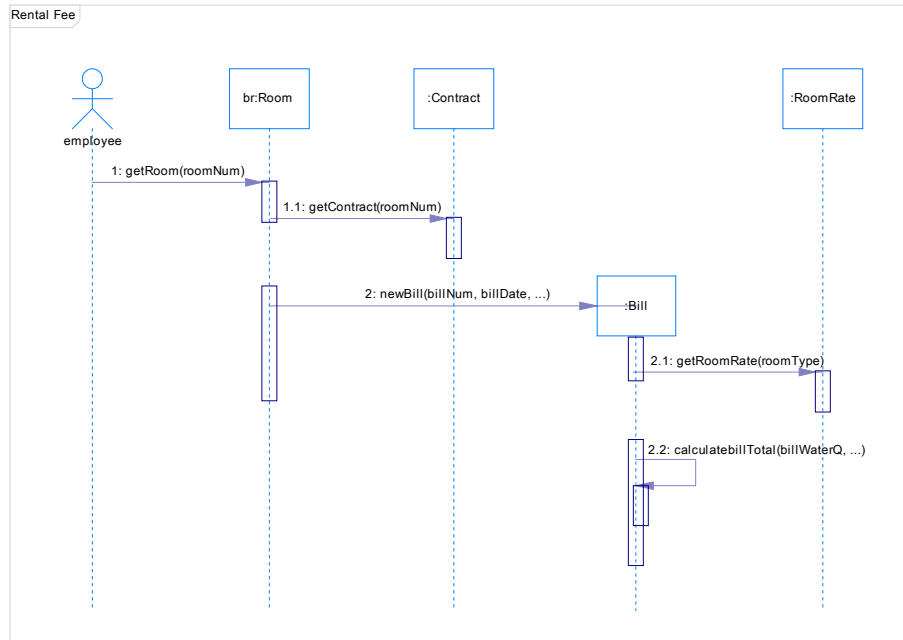 Rental Fee
employee
br:Room
:Contract
:RoomRate
1: getRoom(roomNum)
1.1: getContract(roomNum)
2: newBill(billNum, billDate, ...)
:Bill
2.1: getRoomRate(roomType)
2.2: calculatebillTotal(billWaterQ, ...)